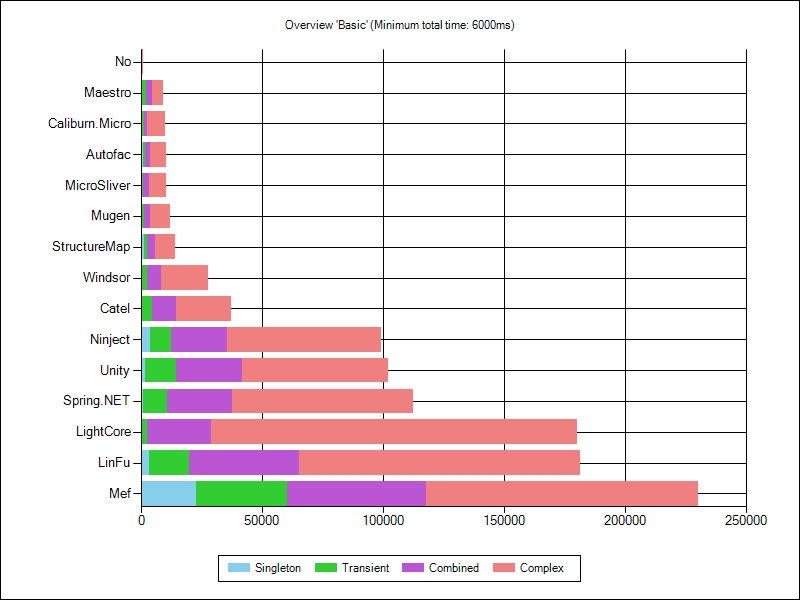 Overview 'Basic' (Minimum total time: 6000ms)
No
Maestro
Caliburn.Micro
Autofac
MicroSliver
Mugen
StructureMap
Windsor
Catel
Ninject
Unity
Spring.NET
LightCore
LinFu
Mef
0 50000 100000 150000 200000 250000
Singleton Transient Combined Complex